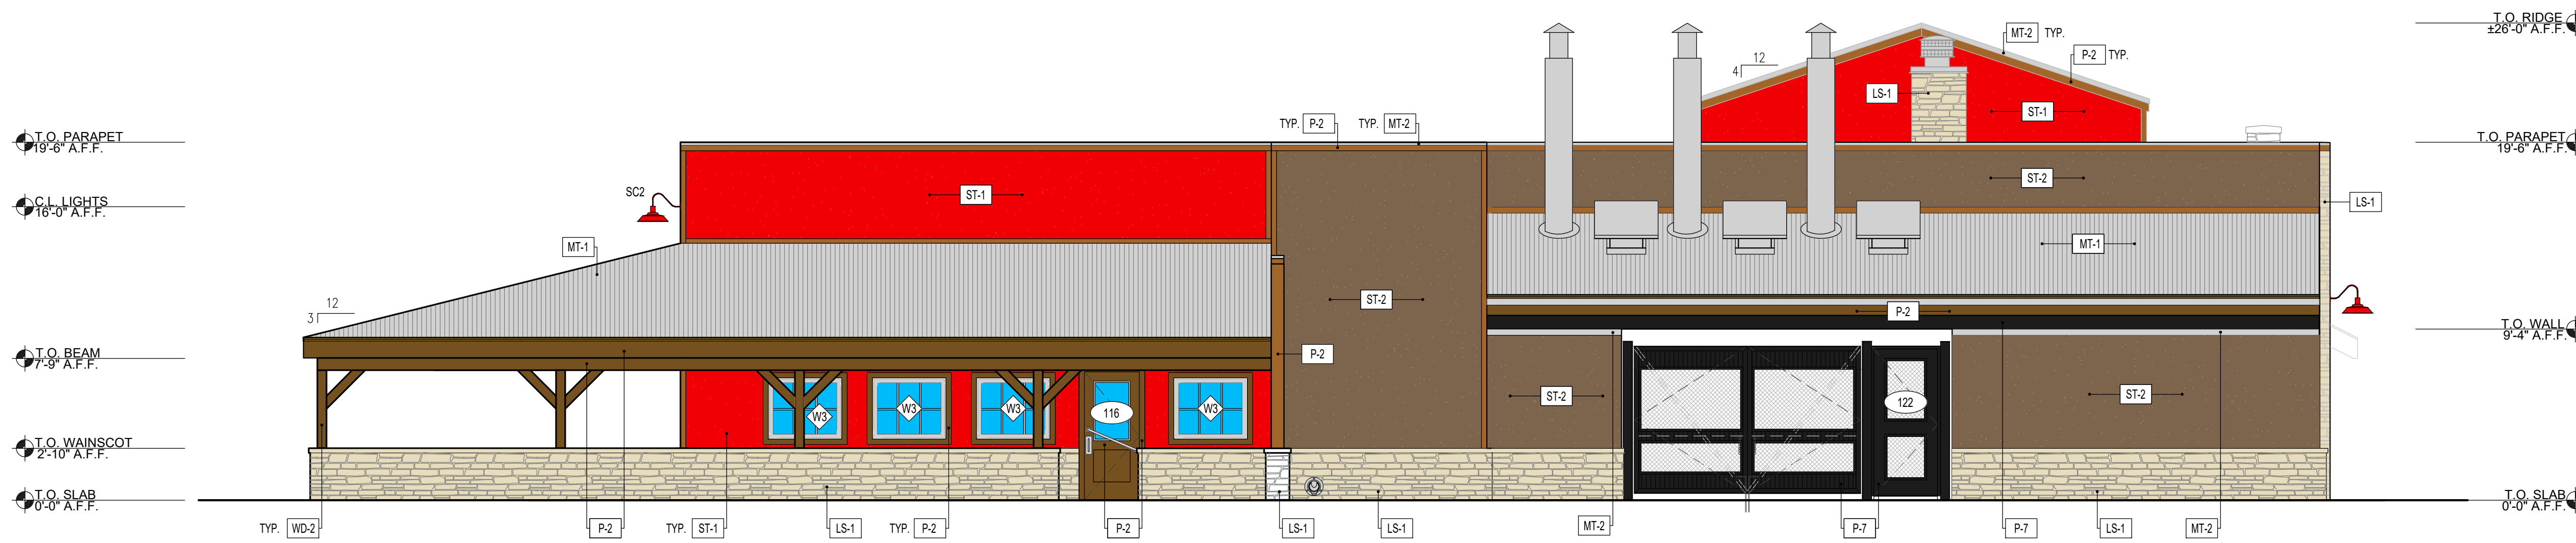 T.O. RIDGE
±26'-0" A.F.F.
MT-2 TYP.
P-2 TYP.
12
4
LS-1
ST-1
TYP. P-2
TYP. MT-2
T.O. PARAPET
19'-6" A.F.F.
T.O. PARAPET
19'-6" A.F.F.
ST-2
SC2
ST-1
C.L. LIGHTS
16'-0" A.F.F.
LS-1
MT-1
MT-1
12
3
ST-2
P-2
T.O. WALL
9'-4" A.F.F.
T.O. BEAM
7'-9" A.F.F.
P-2
ST-2
ST-2
W3
W3
W3
116
W3
122
T.O. WAINSCOT
2'-10" A.F.F.
T.O. SLAB
0'-0" A.F.F.
T.O. SLAB
0'-0" A.F.F.
TYP. WD-2
P-2
TYP. ST-1
LS-1
TYP. P-2
P-2
LS-1
LS-1
MT-2
P-7
P-7
LS-1
MT-2